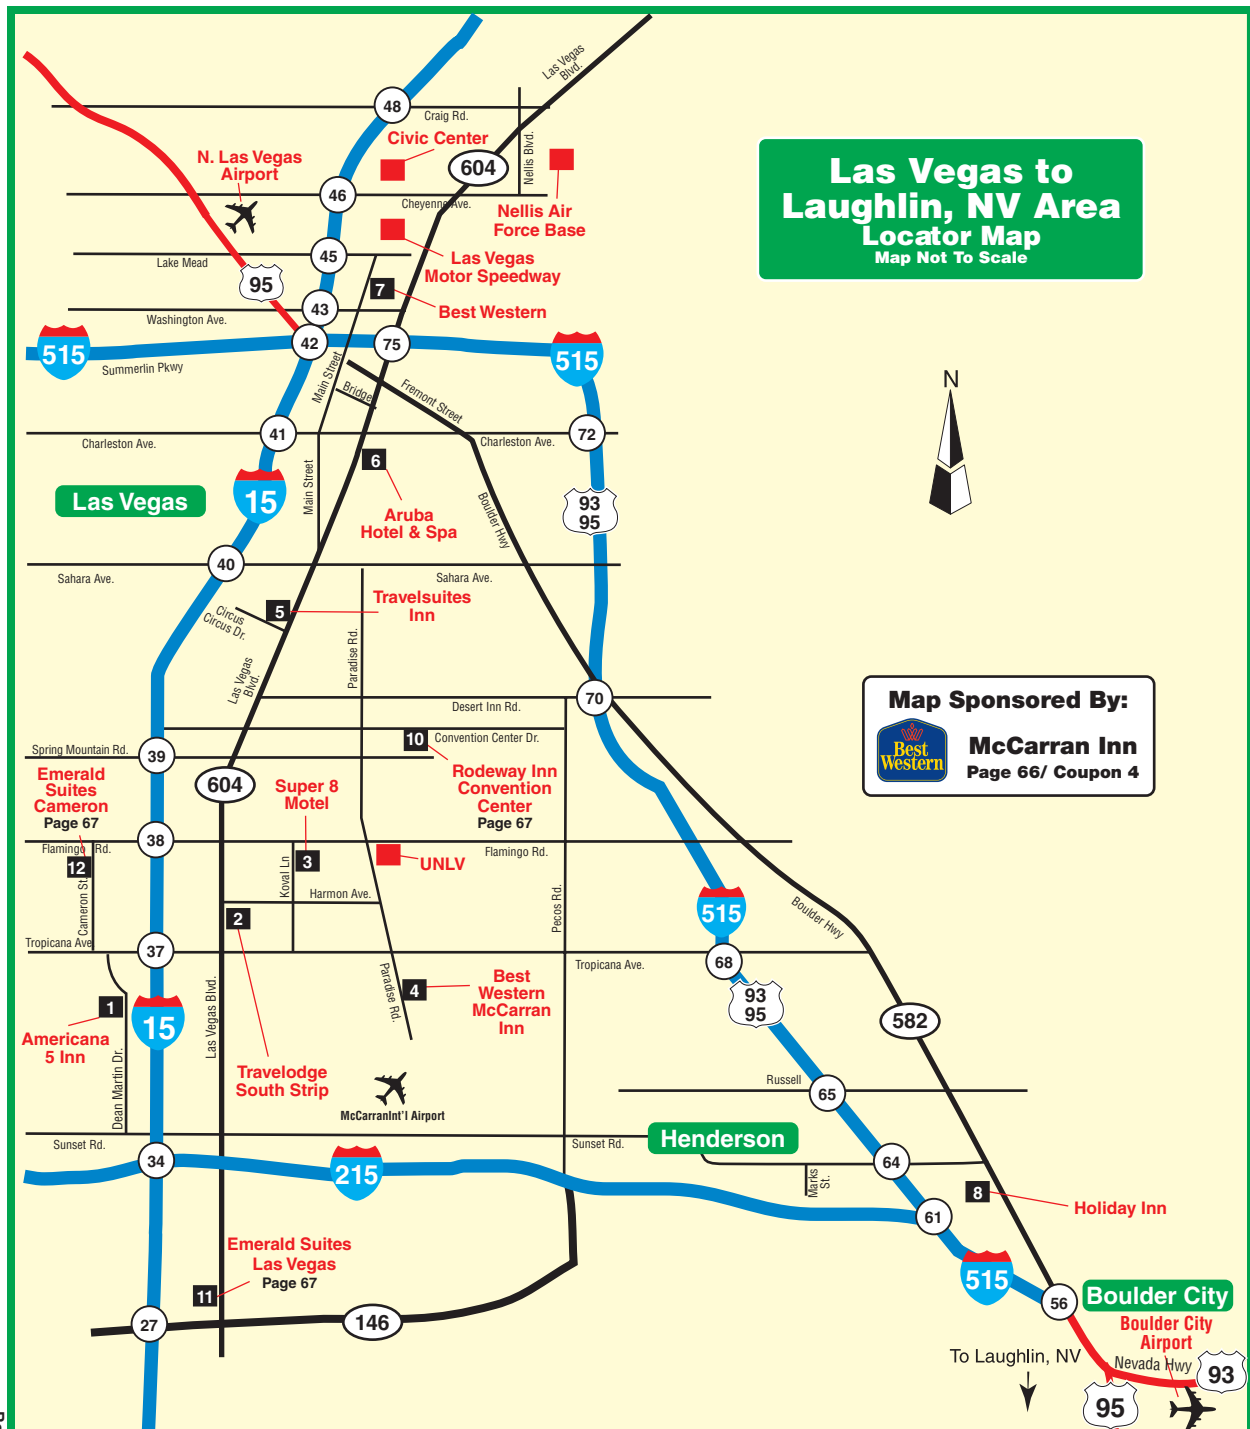 Las Vegas to
Laughlin, NV Area
Locator Map
Map Not To Scale
Las Vegas
Blvd.
48
Craig Rd.
Civic Center
604
Nellis Blvd.
N. Las Vegas
Airport
46
Cheyenne Ave.
Nellis Air
Force Base
45
Lake Mead
Las Vegas
Motor Speedway
95
7
43
Best Western
Washington Ave.
42
75
515
515
Summerlin Pkwy
Main Street
Bridge
Fremont Street
N
41
Charleston Ave.
Charleston Ave.
72
6
Main Street
15
Las Vegas
Aruba
Hotel & Spa
Boulder Hwy
93
95
40
Sahara Ave.
Sahara Ave.
5
Travelsuites
Inn
Circus
Circus Dr.
Paradise Rd.
Las Vegas
Blvd.
70
Desert Inn Rd.
Map Sponsored By:
Best
Western
McCarran Inn
Page 66/ Coupon 4
10
Convention Center Dr.
Spring Mountain Rd.
39
Emerald
Suites
Cameron
Page 67
604
Super 8
Motel
Rodeway Inn
Convention
Center
Page 67
38
Flamingo Rd.
Flamingo Rd.
12
Cameron St.
Koval Ln
3
UNLV
Harmon Ave.
Pecos Rd.
2
515
Boulder Hwy
Tropicana Ave
37
Tropicana Ave.
68
Paradise Rd.
4
Best
Western
McCarran
Inn
93
95
1
15
Las Vegas Blvd.
582
Americana
5 Inn
Dean Martin Dr.
Travelodge
South Strip
Russell
65
McCarranInt'l Airport
Sunset Rd.
Sunset Rd.
Henderson
34
215
64
Marks
St.
8
Holiday Inn
61
Emerald Suites
Las Vegas
Page 67
11
515
56
Boulder City
27
146
Boulder City
Airport
To Laughlin, NV
Nevada Hwy
93
95